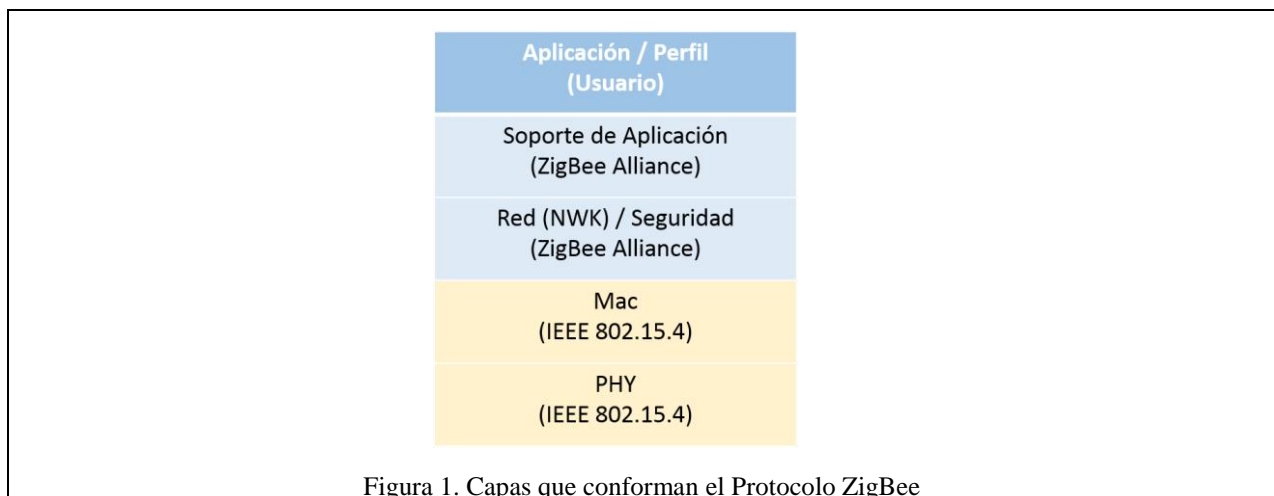 Aplicación / Perfil
(Usuario)
Soporte de Aplicación
(ZigBee Alliance)
Red (NWK) / Seguridad
(ZigBee Alliance)
Mac
(IEEE 802.15.4)
PHY
(IEEE 802.15.4)
Figura 1. Capas que conforman el Protocolo ZigBee